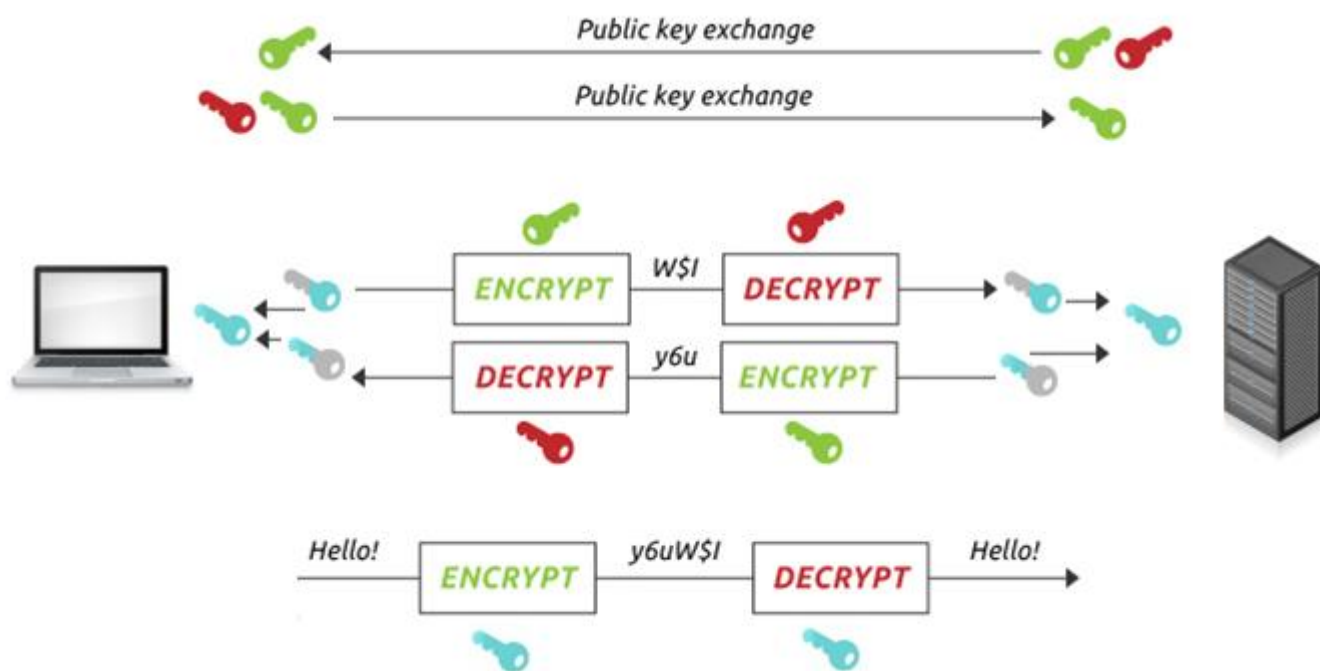 Public key exchange
Public key exchange
ENCRYPT W$I DECRYPT
DECRYPT y6u ENCRYPT
Hello! y6uW$I Hello!
ENCRYPT DECRYPT